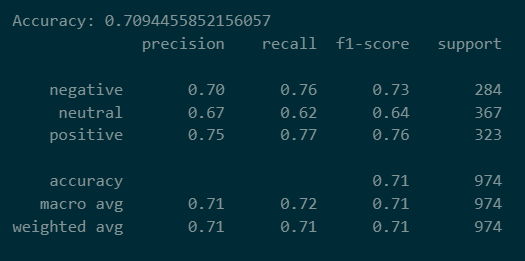 Accuracy: 0.7094455852156057
precision recall f1-score support
negative 0.70 0.76 0.73 284
neutral 0.67 0.62 0.64 367
positive 0.75 0.77 0.76 323
accuracy 0.71 974
macro avg 0.71 0.72 0.71 974
weighted avg 0.71 0.71 0.71 974